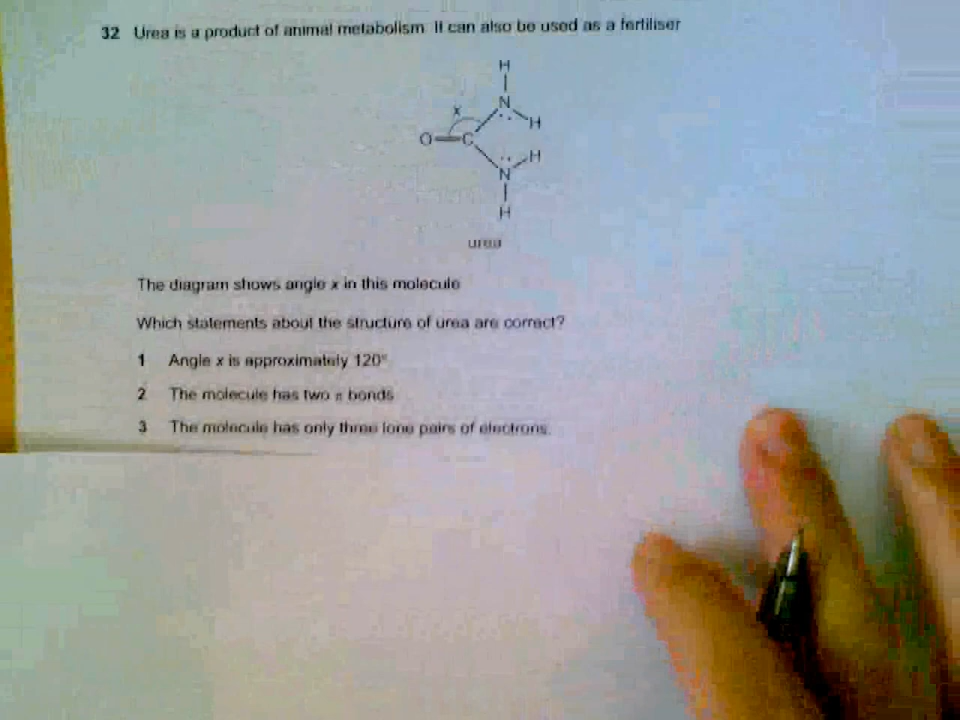 32 Urea is a product of animal metabolism. It can also be used as a fertiliser
H
N
x
H
O
C
H
N
H
urea
The diagram shows angle x in this molecule
Which statements about the structure of urea are correct?
1 Angle x is approximately 120°
2 The molecule has two π bonds
3 The molecule has only three lone pairs of electrons.